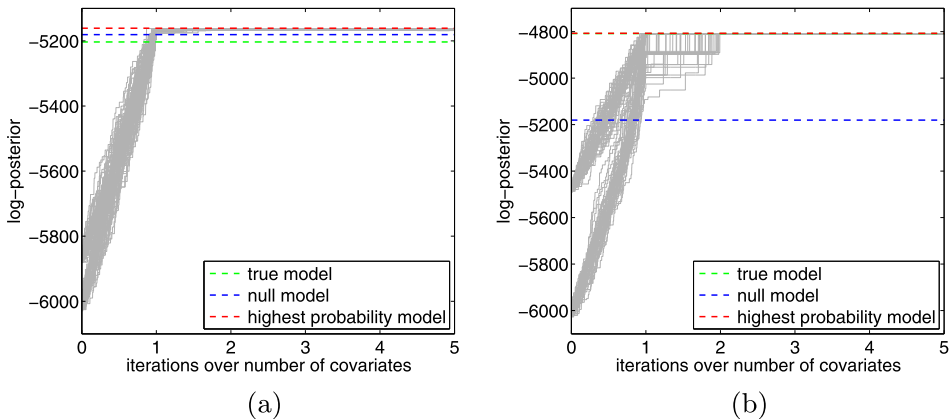 −5200
−5400
−5600
−5800
−6000
log−posterior
true model
null model
highest probability model
0 1 2 3 4 5
iterations over number of covariates
(a)
−4800
−5000
−5200
−5400
−5600
−5800
−6000
log−posterior
true model
null model
highest probability model
0 1 2 3 4 5
iterations over number of covariates
(b)